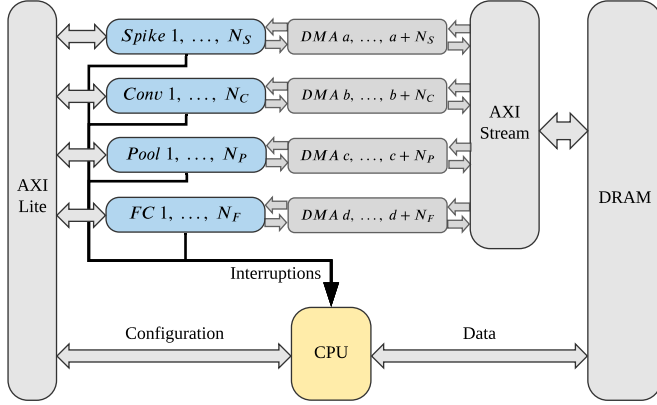 Spike 1, ..., N_S
DMA a, ..., a + N_S
Conv 1, ..., N_C
DMA b, ..., b + N_C
AXI
Stream
Pool 1, ..., N_P
DMA c, ..., c + N_P
AXI
Lite
DRAM
FC 1, ..., N_F
DMA d, ..., d + N_F
Interruptions
Configuration
CPU
Data